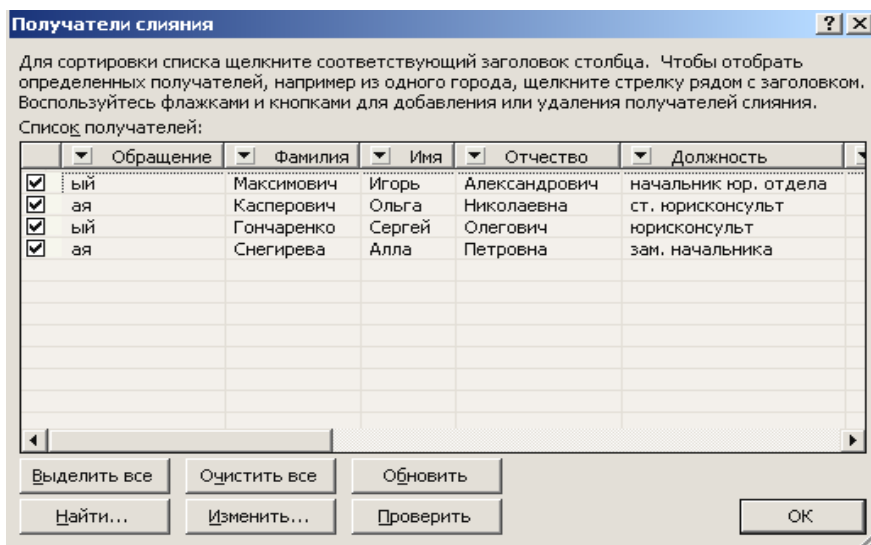 Получатели слияния
Для сортировки списка щелкните соответствующий заголовок столбца. Чтобы отобрать
определенных получателей, например из одного города, щелкните стрелку рядом с заголовком.
Воспользуйтесь флажками и кнопками для добавления или удаления получателей слияния.
Список получателей:
Обращение Фамилия Имя Отчество Должность
ый Максимович Игорь Александрович начальник юр. отдела
ая Касперович Ольга Николаевна ст. юрисконсульт
ый Гончаренко Сергей Олегович юрисконсульт
ая Снегирева Алла Петровна зам. начальника
Выделить все Очистить все Обновить
Найти... Изменить... Проверить OK